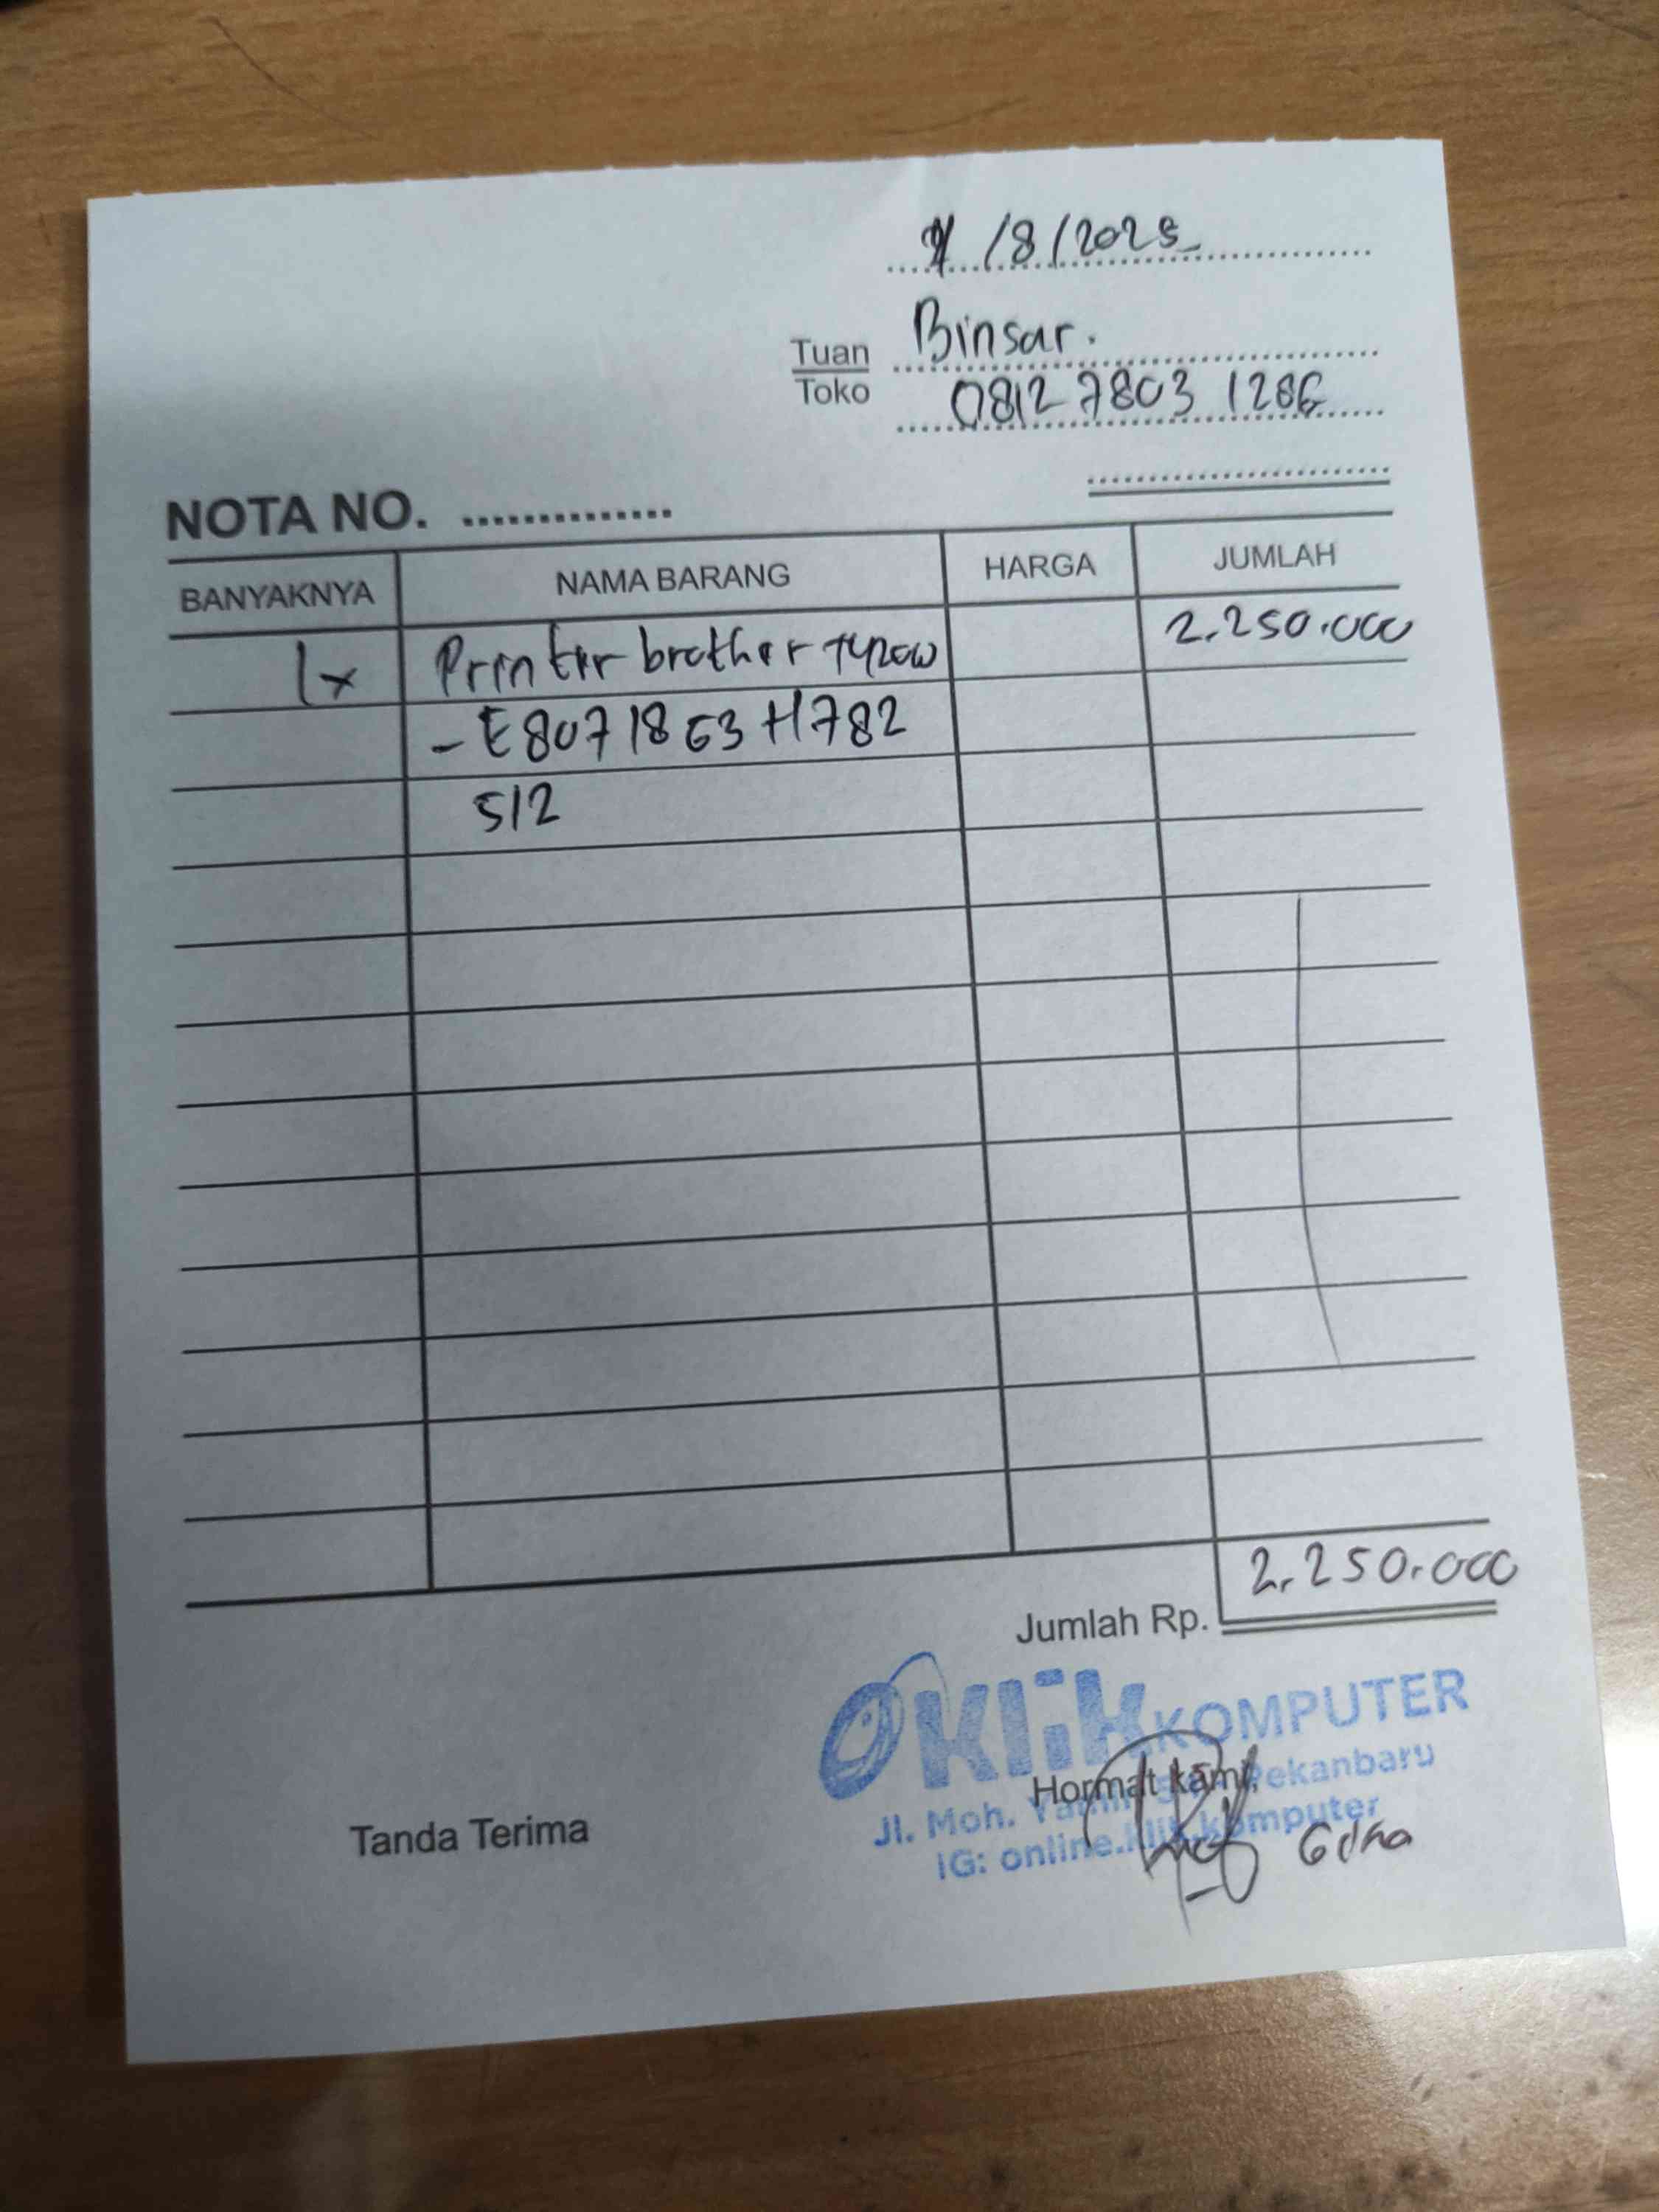 /8/2025
Tuan Binsar.
Toko 0812 7803 1286
NOTA NO. ..............
BANYAKNYA NAMA BARANG HARGA JUMLAH
1x Printer brother T420W 2.250.000
- E80718G3H782
512
Jumlah Rp. 2.250.000
Klik KOMPUTER
Hormat kami,
Jl. Moh. Yamin Pekanbaru
IG: online.klik.komputer
Tanda Terima